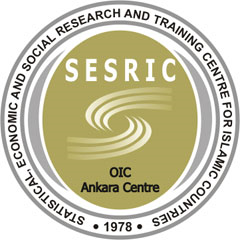 STATISTICAL, ECONOMIC AND SOCIAL RESEARCH AND TRAINING CENTRE FOR ISLAMIC COUNTRIES
SESRIC
OIC
Ankara Centre
• 1978 •